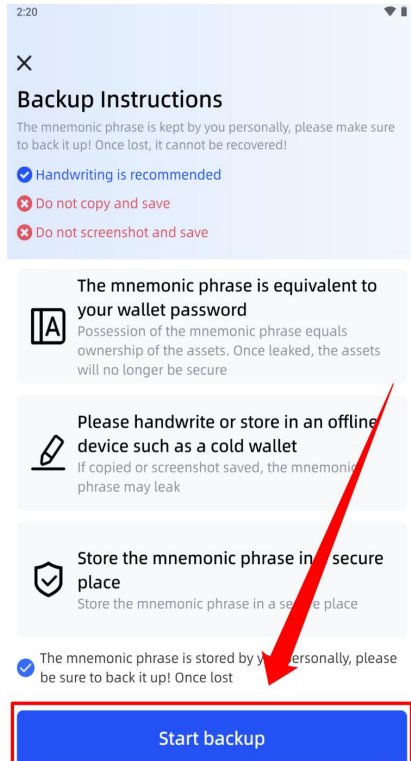 2:20
Backup Instructions
The mnemonic phrase is kept by you personally, please make sure
to back it up! Once lost, it cannot be recovered!
Handwriting is recommended
Do not copy and save
Do not screenshot and save
The mnemonic phrase is equivalent to
your wallet password
Possession of the mnemonic phrase equals
ownership of the assets. Once leaked, the assets
will no longer be secure
Please handwrite or store in an offline
device such as a cold wallet
If copied or screenshot saved, the mnemonic
phrase may leak
Store the mnemonic phrase in a secure
place
Store the mnemonic phrase in a secure place
The mnemonic phrase is stored by you personally, please
be sure to back it up! Once lost
Start backup